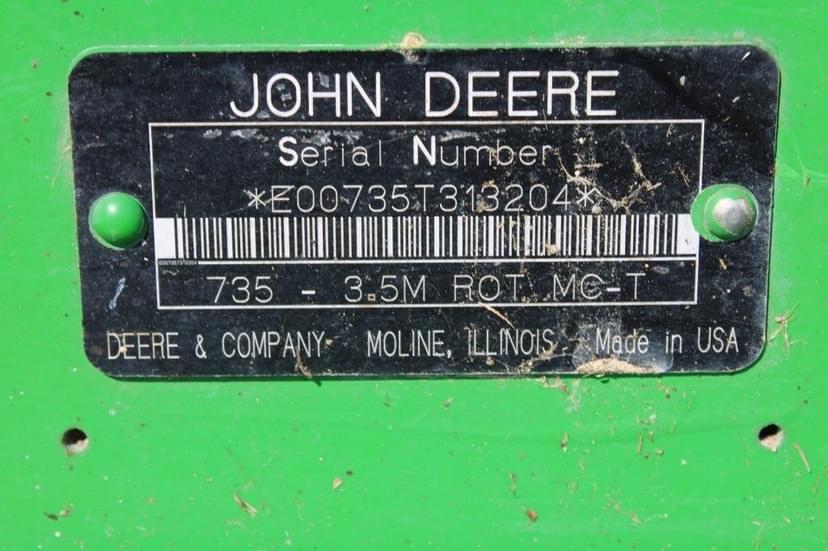 JOHN DEERE
Serial Number
*E00735T313204*
735 - 3.5M ROT MC-T
DEERE & COMPANY MOLINE, ILLINOIS Made in USA